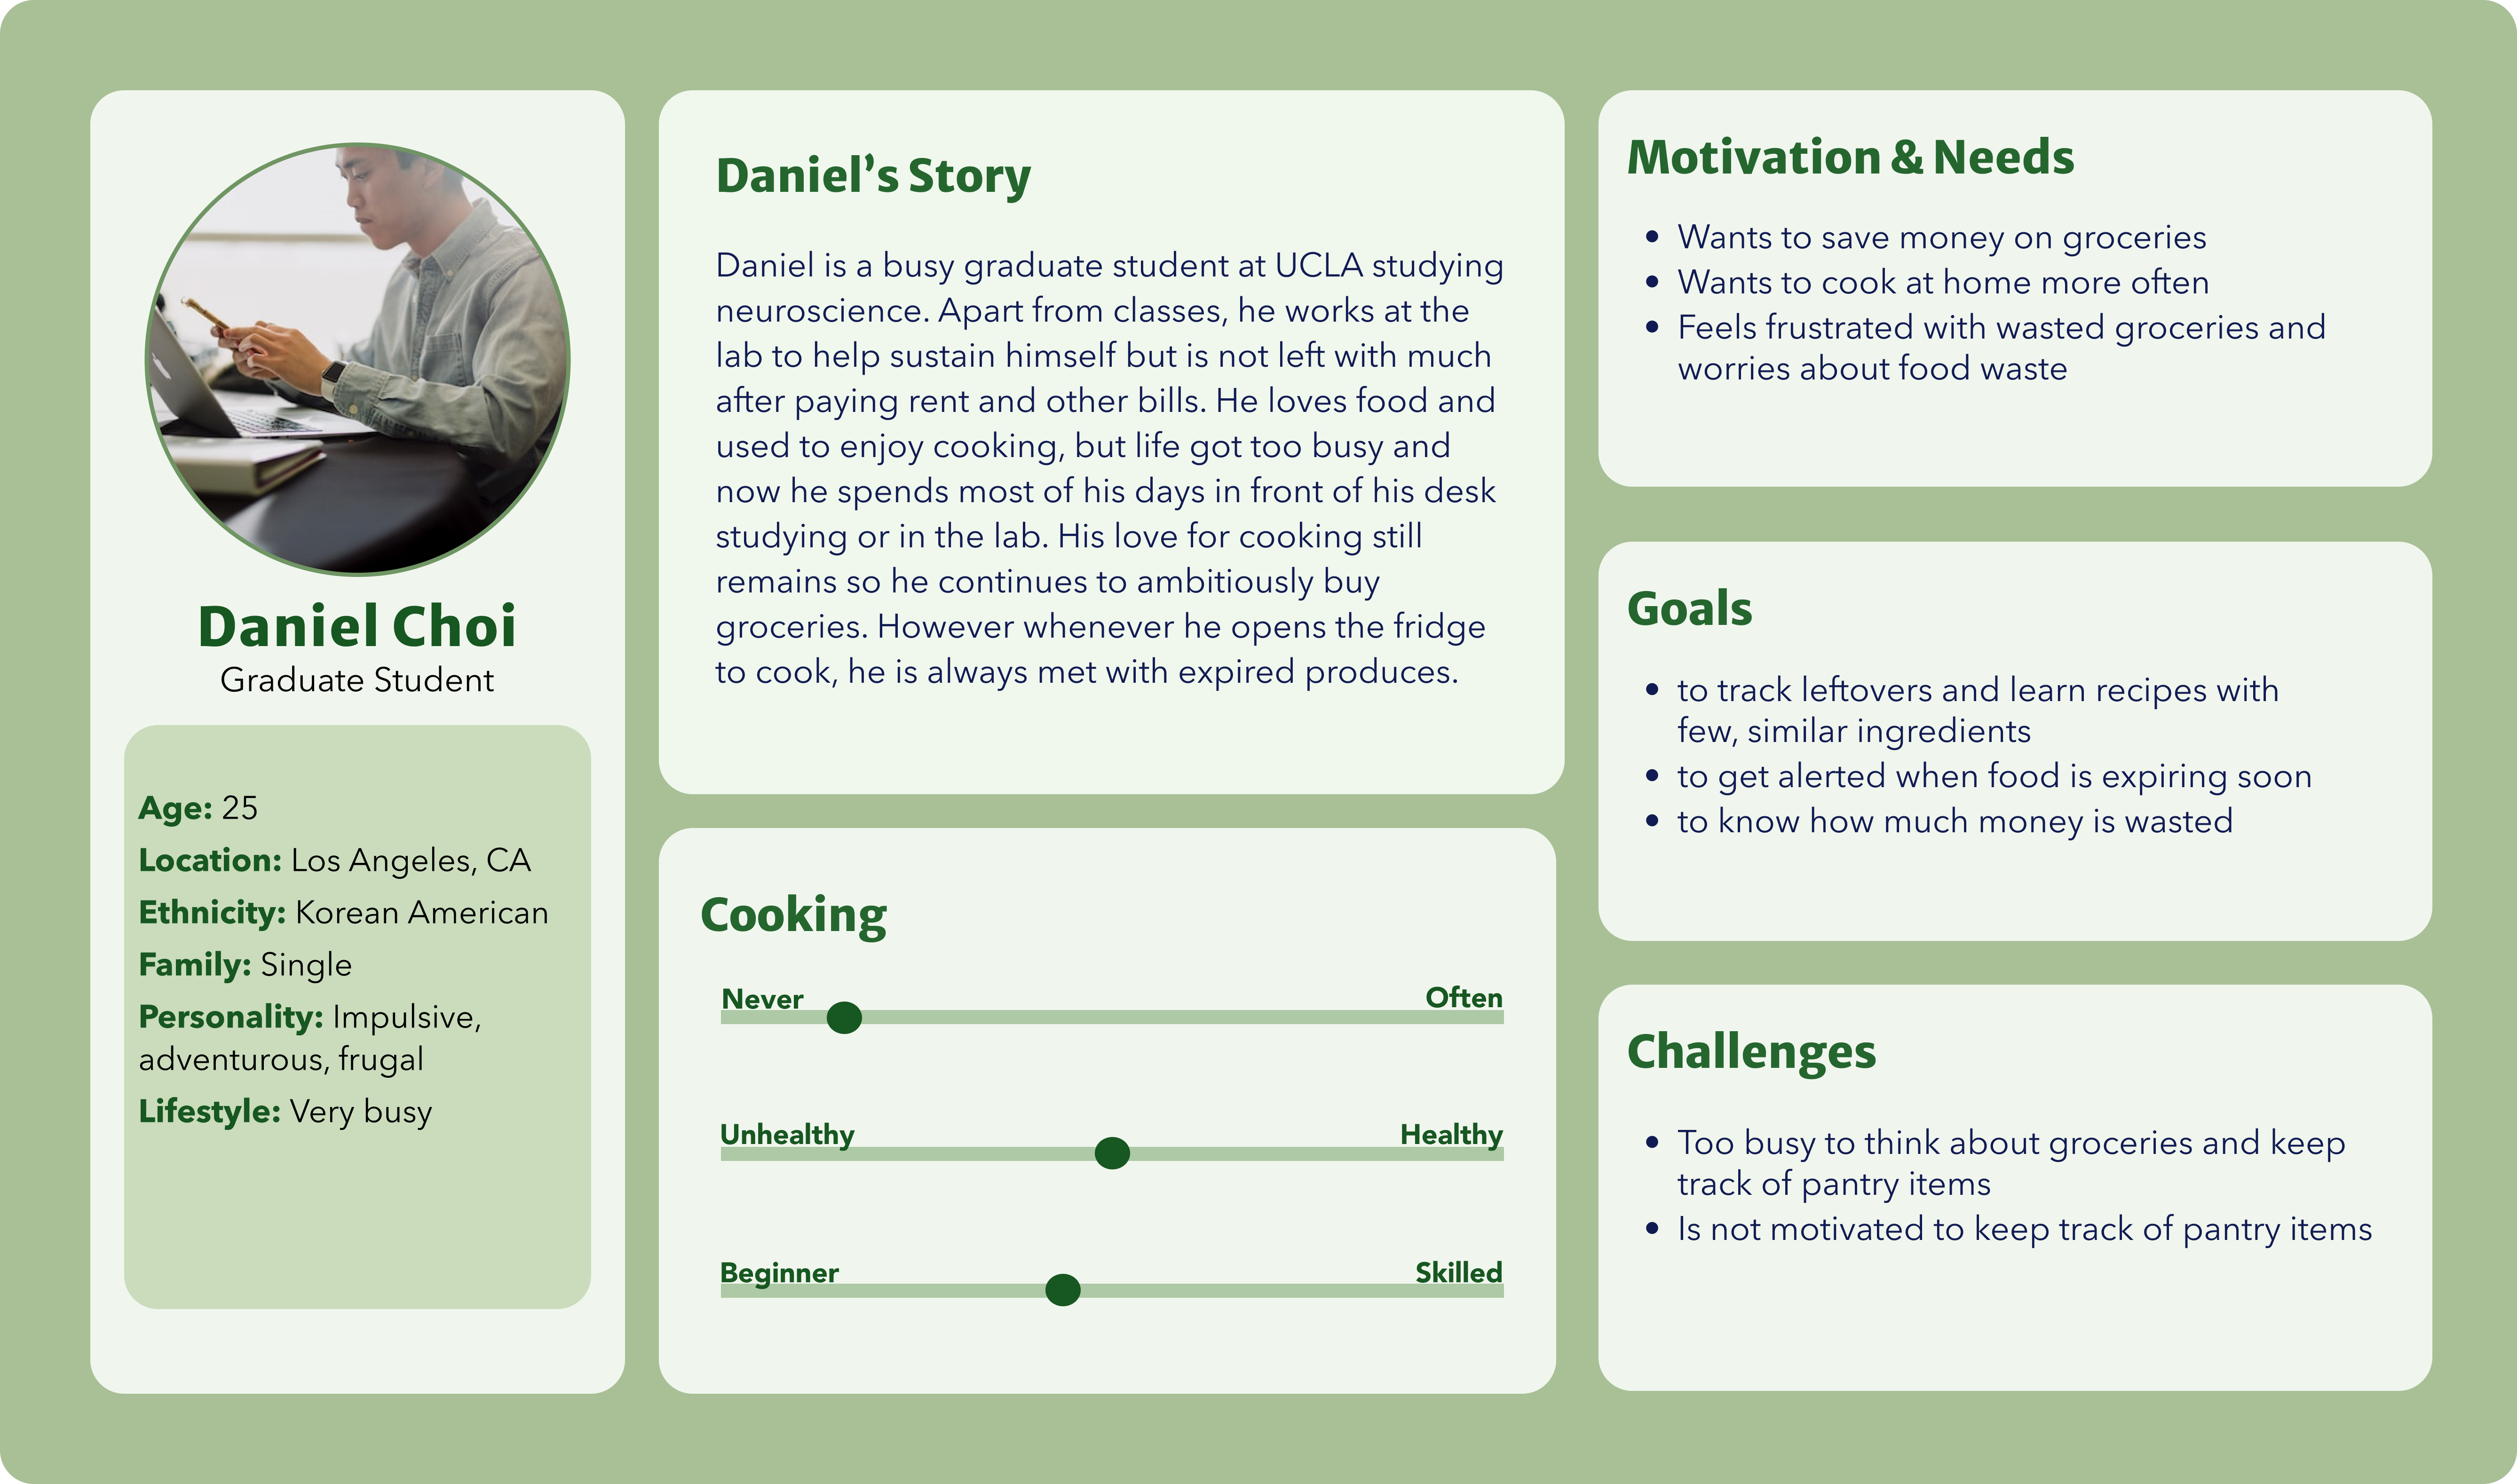 Daniel Choi
Graduate Student
Age: 25
Location: Los Angeles, CA
Ethnicity: Korean American
Family: Single
Personality: Impulsive,
adventurous, frugal
Lifestyle: Very busy
Daniel’s Story
Daniel is a busy graduate student at UCLA studying
neuroscience. Apart from classes, he works at the
lab to help sustain himself but is not left with much
after paying rent and other bills. He loves food and
used to enjoy cooking, but life got too busy and
now he spends most of his days in front of his desk
studying or in the lab. His love for cooking still
remains so he continues to ambitiously buy
groceries. However whenever he opens the fridge
to cook, he is always met with expired produces.
Cooking
Never Often
Unhealthy Healthy
Beginner Skilled
Motivation & Needs
• Wants to save money on groceries
• Wants to cook at home more often
• Feels frustrated with wasted groceries and
worries about food waste
Goals
• to track leftovers and learn recipes with
few, similar ingredients
• to get alerted when food is expiring soon
• to know how much money is wasted
Challenges
• Too busy to think about groceries and keep
track of pantry items
• Is not motivated to keep track of pantry items